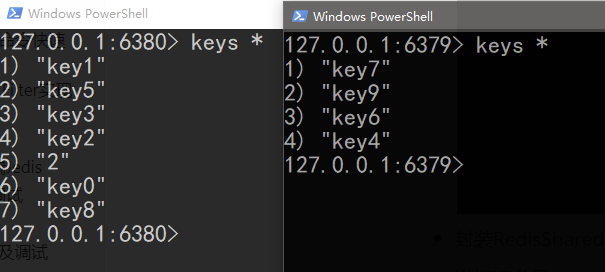 Windows PowerShell
127.0.0.1:6380> keys *
1) "key1"
2) "key5"
3) "key3"
4) "key2"
5) "2"
6) "key0"
7) "key8"
127.0.0.1:6380>
及调试
Windows PowerShell
127.0.0.1:6379> keys *
1) "key7"
2) "key9"
3) "key6"
4) "key4"
127.0.0.1:6379>
封装RedisShared